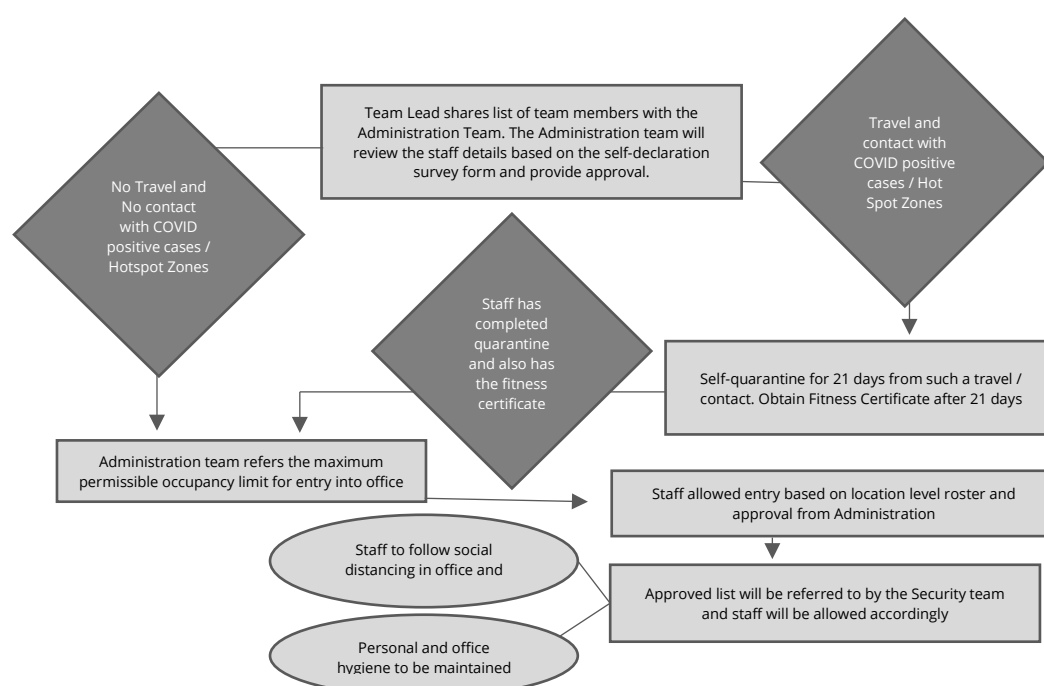 Team Lead shares list of team members with the
Administration Team. The Administration team will
review the staff details based on the self-declaration
survey form and provide approval.
Travel and
contact with
COVID positive
cases / Hot
Spot Zones
No Travel and
No contact
with COVID
positive cases /
Hotspot Zones
Staff has
completed
quarantine
and also has
the fitness
certificate
Self-quarantine for 21 days from such a travel /
contact. Obtain Fitness Certificate after 21 days
Administration team refers the maximum
permissible occupancy limit for entry into office
Staff allowed entry based on location level roster and
approval from Administration
Staff to follow social
distancing in office and
Approved list will be referred to by the Security team
and staff will be allowed accordingly
Personal and office
hygiene to be maintained